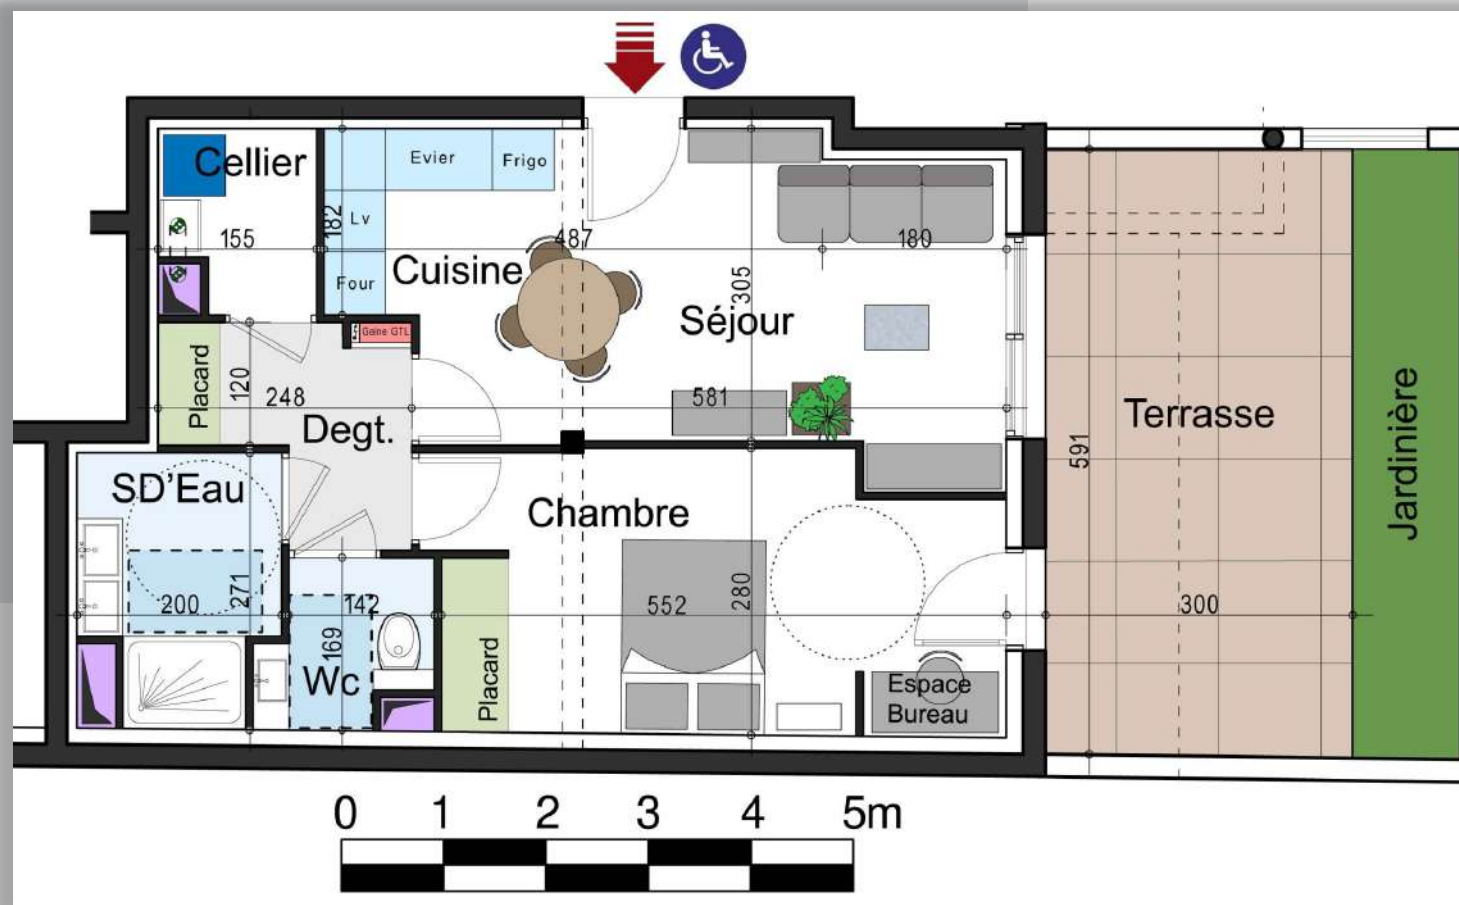 Cellier
Evier
Frigo
Lv
182
155
487
180
Cuisine
Four
305
Séjour
Gaine GTL
Placard
120
248
581
Degt.
Terrasse
Jardinière
591
SD'Eau
Chambre
200
271
142
169
552
280
300
Wc
Placard
Espace
Bureau
0 1 2 3 4 5m